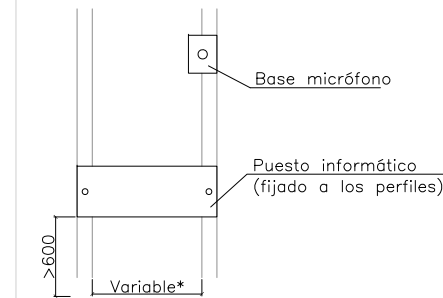 Base micrófono
Puesto informático
(fijado a los perfiles)
>600
Variable*